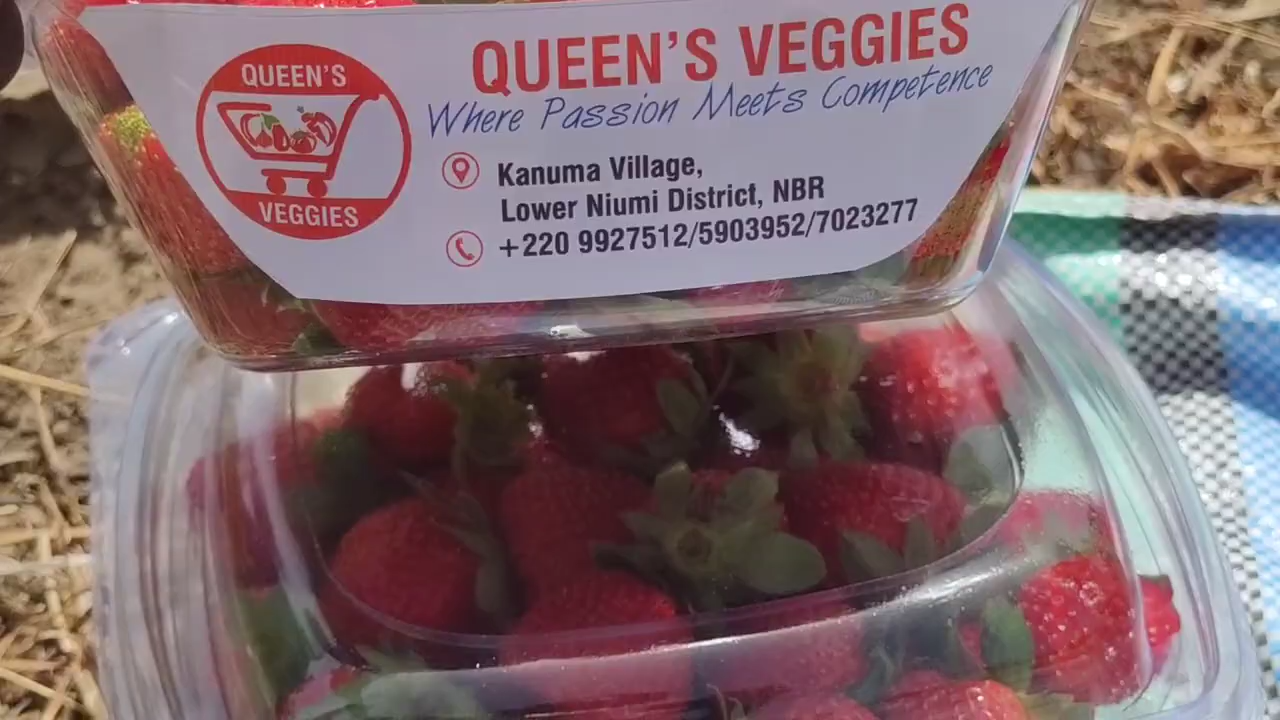 QUEEN'S
VEGGIES
QUEEN'S VEGGIES
Where Passion Meets Competence
Kanuma Village,
Lower Niumi District, NBR
+220 9927512/5903952/7023277